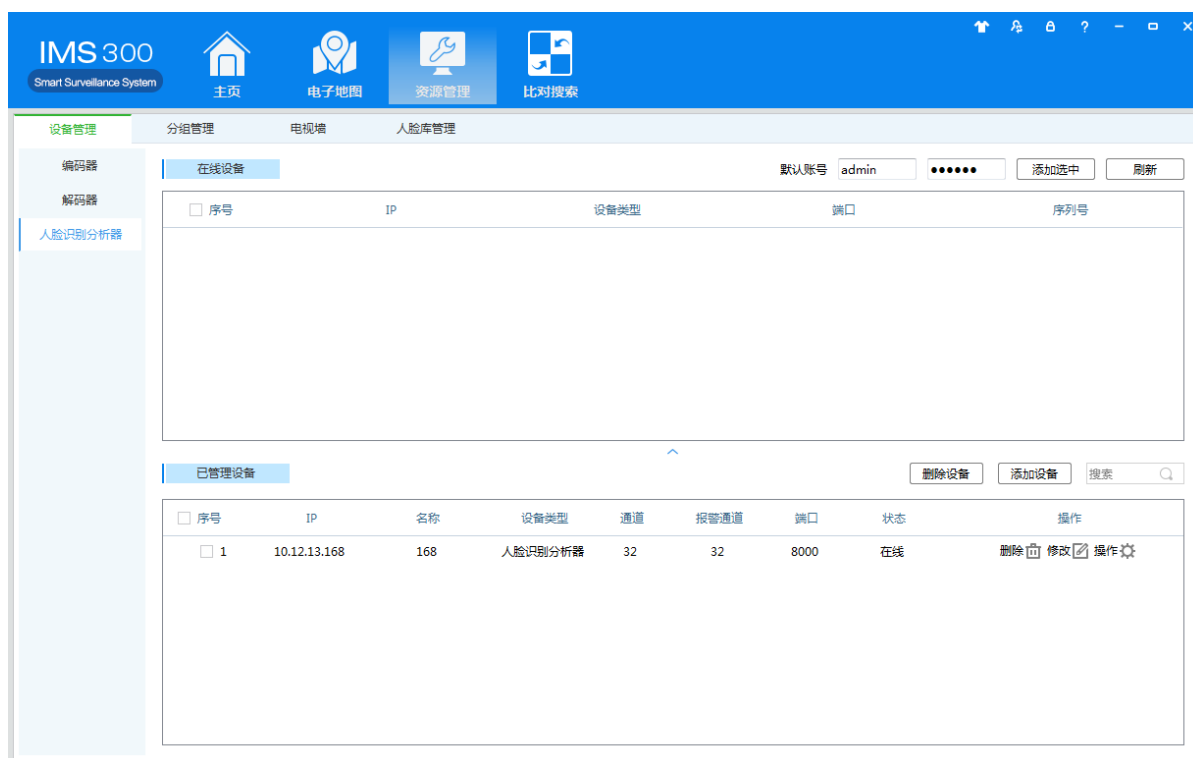 IMS 300
Smart Surveillance System
主页
电子地图
资源管理
比对搜索
设备管理
分组管理
电视墙
人脸库管理
编码器
解码器
人脸识别分析器
在线设备
默认账号 admin ●●●●●● 添加选中 刷新
序号 IP 设备类型 端口 序列号
已管理设备
删除设备 添加设备 搜索
序号 IP 名称 设备类型 通道 报警通道 端口 状态 操作
1 10.12.13.168 168 人脸识别分析器 32 32 8000 在线 删除 修改 操作